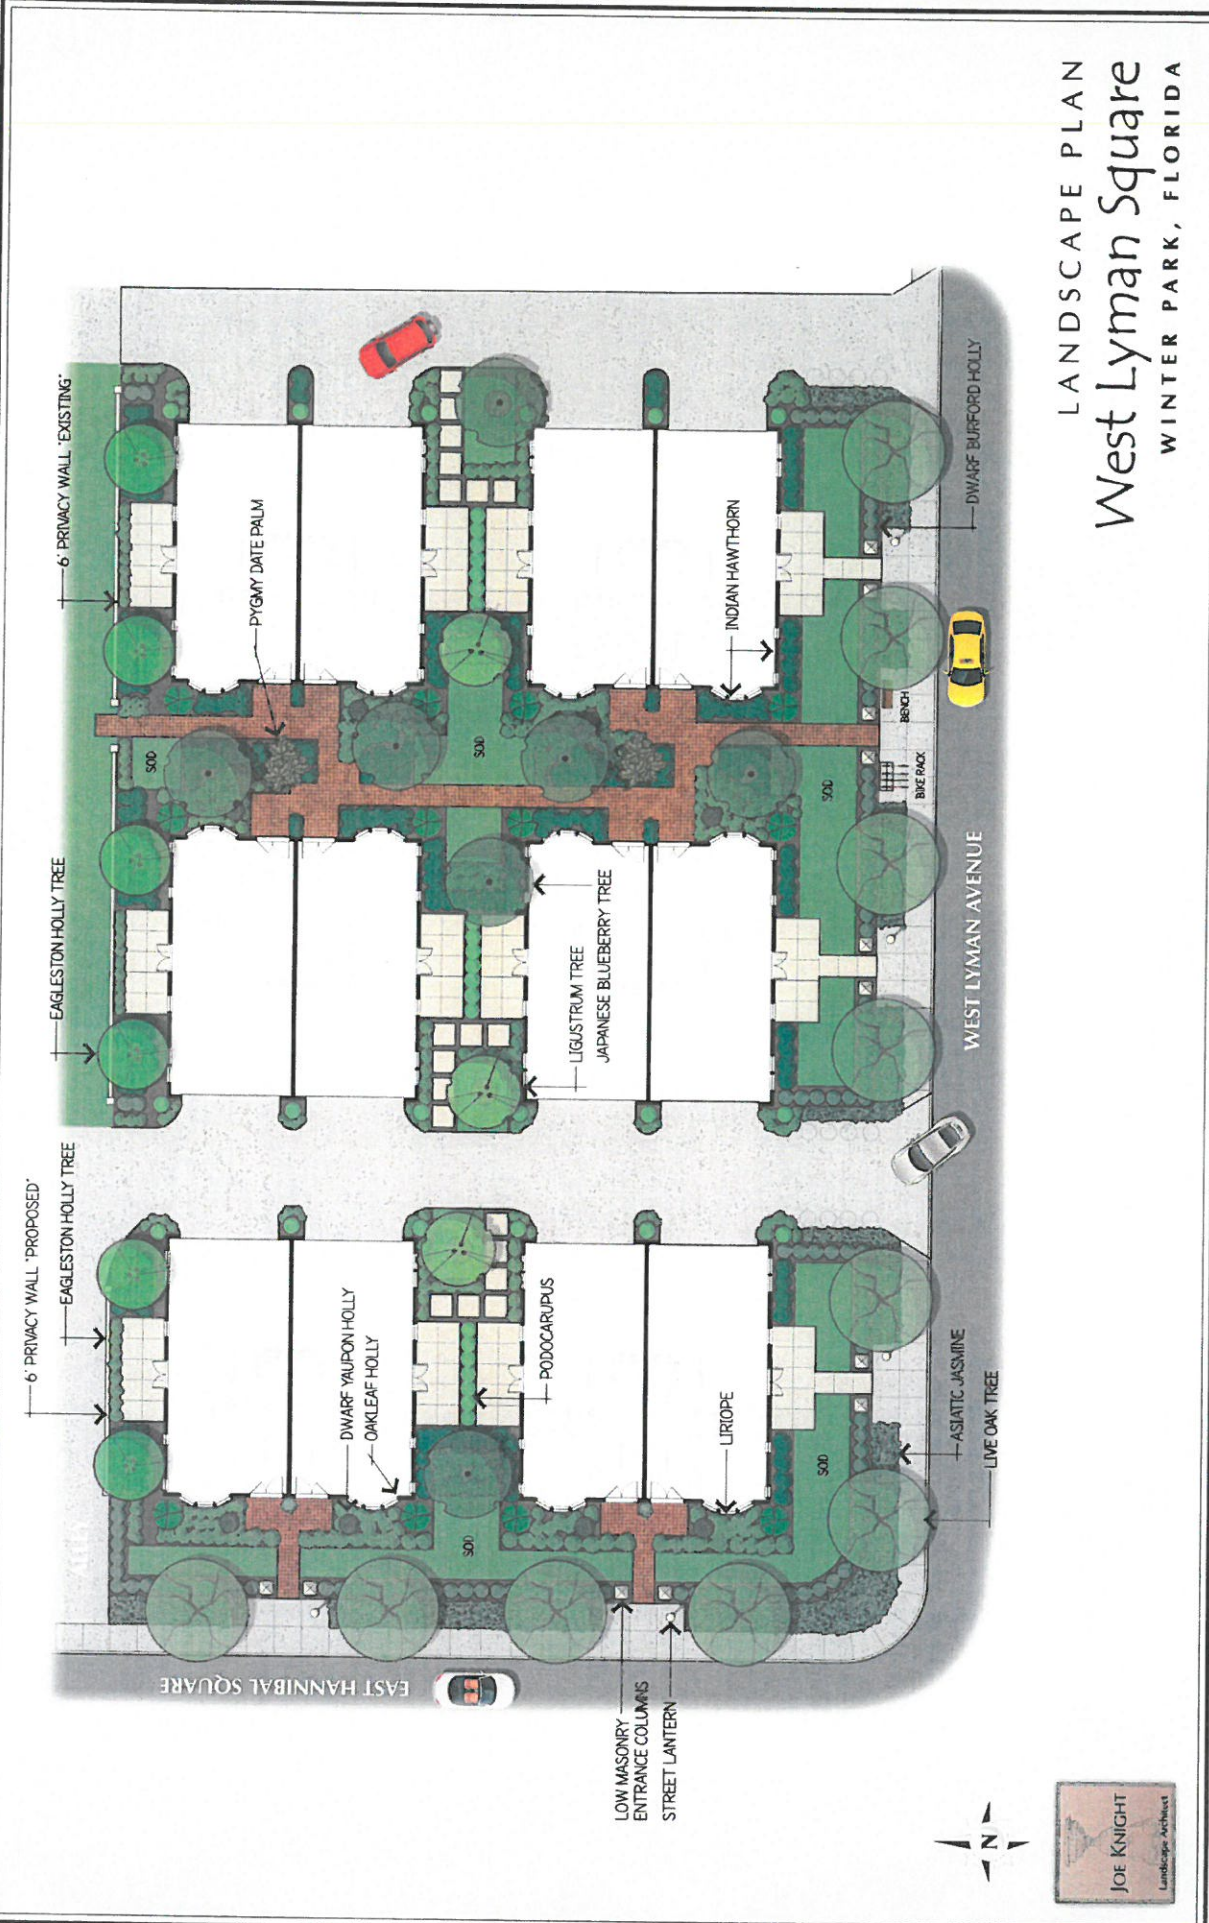 LANDSCAPE PLAN
West Lyman Square
WINTER PARK, FLORIDA
6' PRIVACY WALL "EXISTING"
PYGMY DATE PALM
INDIAN HAWTHORN
DWARF BURFORD HOLLY
BENCH
BIKE RACK
SOD
SOD
SOD
EAGLESTON HOLLY TREE
LIGUSTRUM TREE
JAPANESE BLUEBERRY TREE
WEST LYMAN AVENUE
6' PRIVACY WALL "PROPOSED"
EAGLESTON HOLLY TREE
DWARF YAUPON HOLLY
OAKLEAF HOLLY
PODOCARUPUS
LIRIOPE
ASIATIC JASMINE
LIVE OAK TREE
SOD
SOD
EAST HANNIBAL SQUARE
LOW MASONRY
ENTRANCE COLUMNS
STREET LANTERN
N
JOE KNIGHT
Landscape Architect